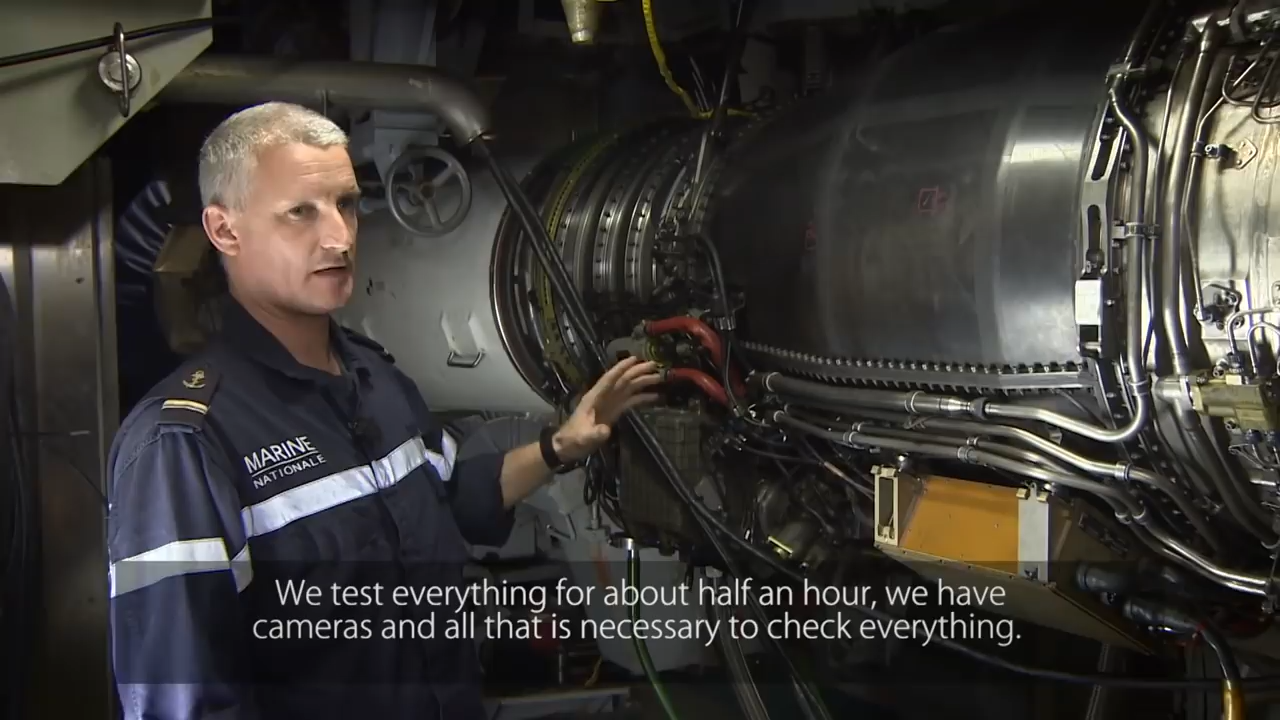 MARINE
NATIONALE
We test everything for about half an hour, we have
cameras and all that is necessary to check everything.